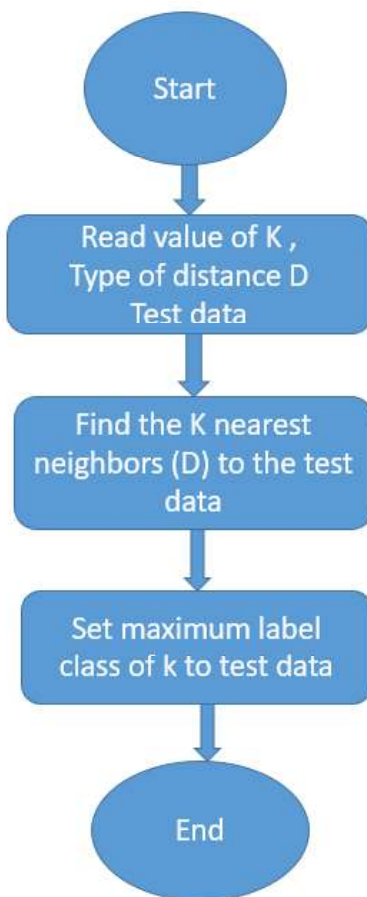 Start
Read value of K ,
Type of distance D
Test data
Find the K nearest
neighbors (D) to the test
data
Set maximum label
class of k to test data
End